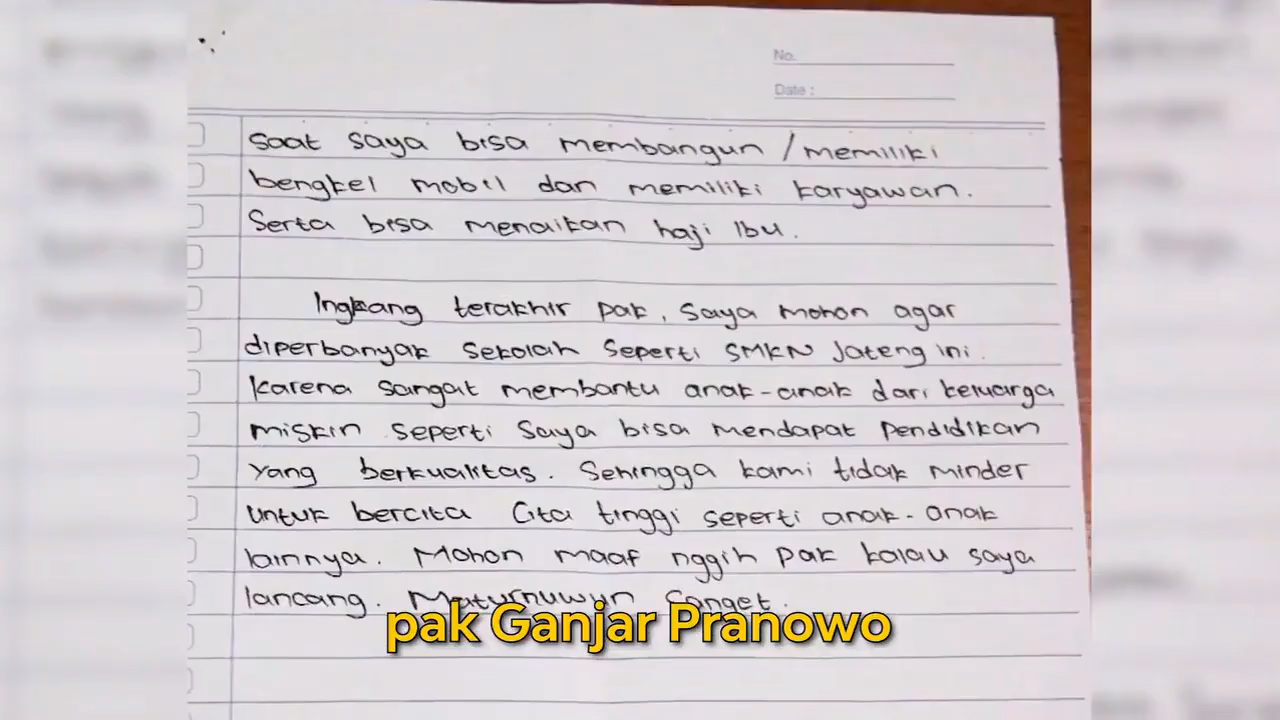 No.
Date :
saat saya bisa membangun / memiliki
bengkel mobil dan memiliki karyawan.
Serta bisa menaikan haji Ibu.
Ingkang terakhir pak, saya mohon agar
diperbanyak sekolah seperti SMKN Jateng ini.
karena sangat membantu anak-anak dari keluarga
miskin seperti saya bisa mendapat pendidikan
yang berkualitas. Sehingga kami tidak minder
untuk bercita Cita tinggi seperti anak-anak
lainnya. Mohon maaf nggih pak kalau saya
lancang. Maturnuwun Sanget.
pak Ganjar Pranowo